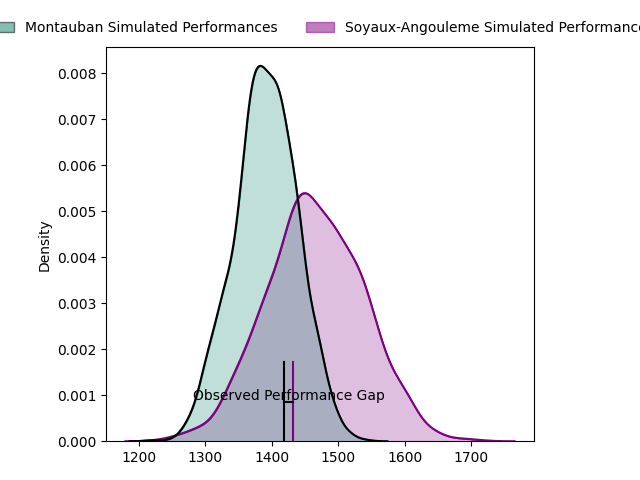 Montauban Simulated Performances
Soyaux-Angouleme Simulated Performance
0.008
0.007
0.006
0.005
0.004
0.003
0.002
0.001
0.000
Density
Observed Performance Gap
1200 1300 1400 1500 1600 1700